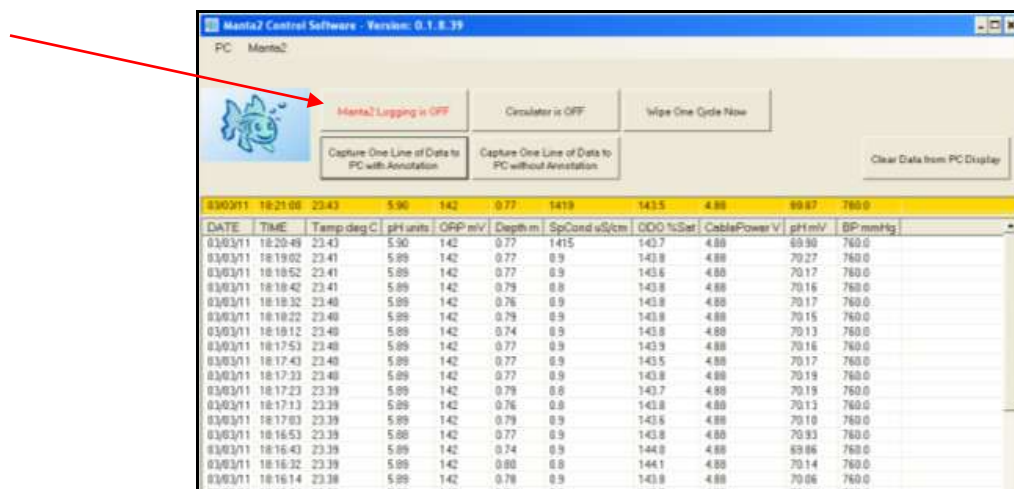 Manta2 Control Software - Version: 0.1.8.39
PC Manta2
Manta2 Logging is OFF
Circulator is OFF
Wipe One Cycle Now
Capture One Line of Data to
PC with Annotation
Capture One Line of Data to
PC without Annotation
Clear Data from PC Display
03/03/11 18:21:08 23.43 5.90 142 0.77 1419 143.5 4.88 69.87 760.0
DATE TIME Temp deg C pH units ORP mV Depth m SpCond uS/cm ODO %Sat CablePower V pH mV BP mmHg
03/03/11 18:20:49 23.43 5.90 142 0.77 1415 143.7 4.88 69.90 760.0
03/03/11 18:19:02 23.41 5.89 142 0.77 0.9 143.8 4.88 70.27 760.0
03/03/11 18:18:52 23.41 5.89 142 0.77 0.9 143.6 4.88 70.17 760.0
03/03/11 18:18:42 23.41 5.89 142 0.79 0.8 143.8 4.88 70.16 760.0
03/03/11 18:18:32 23.40 5.89 142 0.76 0.9 143.8 4.88 70.17 760.0
03/03/11 18:18:22 23.40 5.89 142 0.79 0.9 143.8 4.88 70.15 760.0
03/03/11 18:18:12 23.40 5.89 142 0.74 0.9 143.8 4.88 70.13 760.0
03/03/11 18:17:53 23.40 5.89 142 0.77 0.9 143.9 4.88 70.16 760.0
03/03/11 18:17:43 23.40 5.89 142 0.77 0.9 143.5 4.88 70.17 760.0
03/03/11 18:17:33 23.40 5.89 142 0.77 0.9 143.8 4.88 70.19 760.0
03/03/11 18:17:23 23.39 5.89 142 0.79 0.8 143.7 4.88 70.19 760.0
03/03/11 18:17:13 23.39 5.89 142 0.76 0.8 143.8 4.88 70.13 760.0
03/03/11 18:17:03 23.39 5.89 142 0.79 0.9 143.6 4.88 70.10 760.0
03/03/11 18:16:53 23.39 5.88 142 0.77 0.9 143.8 4.88 70.93 760.0
03/03/11 18:16:43 23.39 5.89 142 0.74 0.9 144.0 4.88 69.86 760.0
03/03/11 18:16:32 23.39 5.89 142 0.80 0.8 144.1 4.88 70.14 760.0
03/03/11 18:16:14 23.38 5.89 142 0.78 0.9 143.9 4.88 70.06 760.0